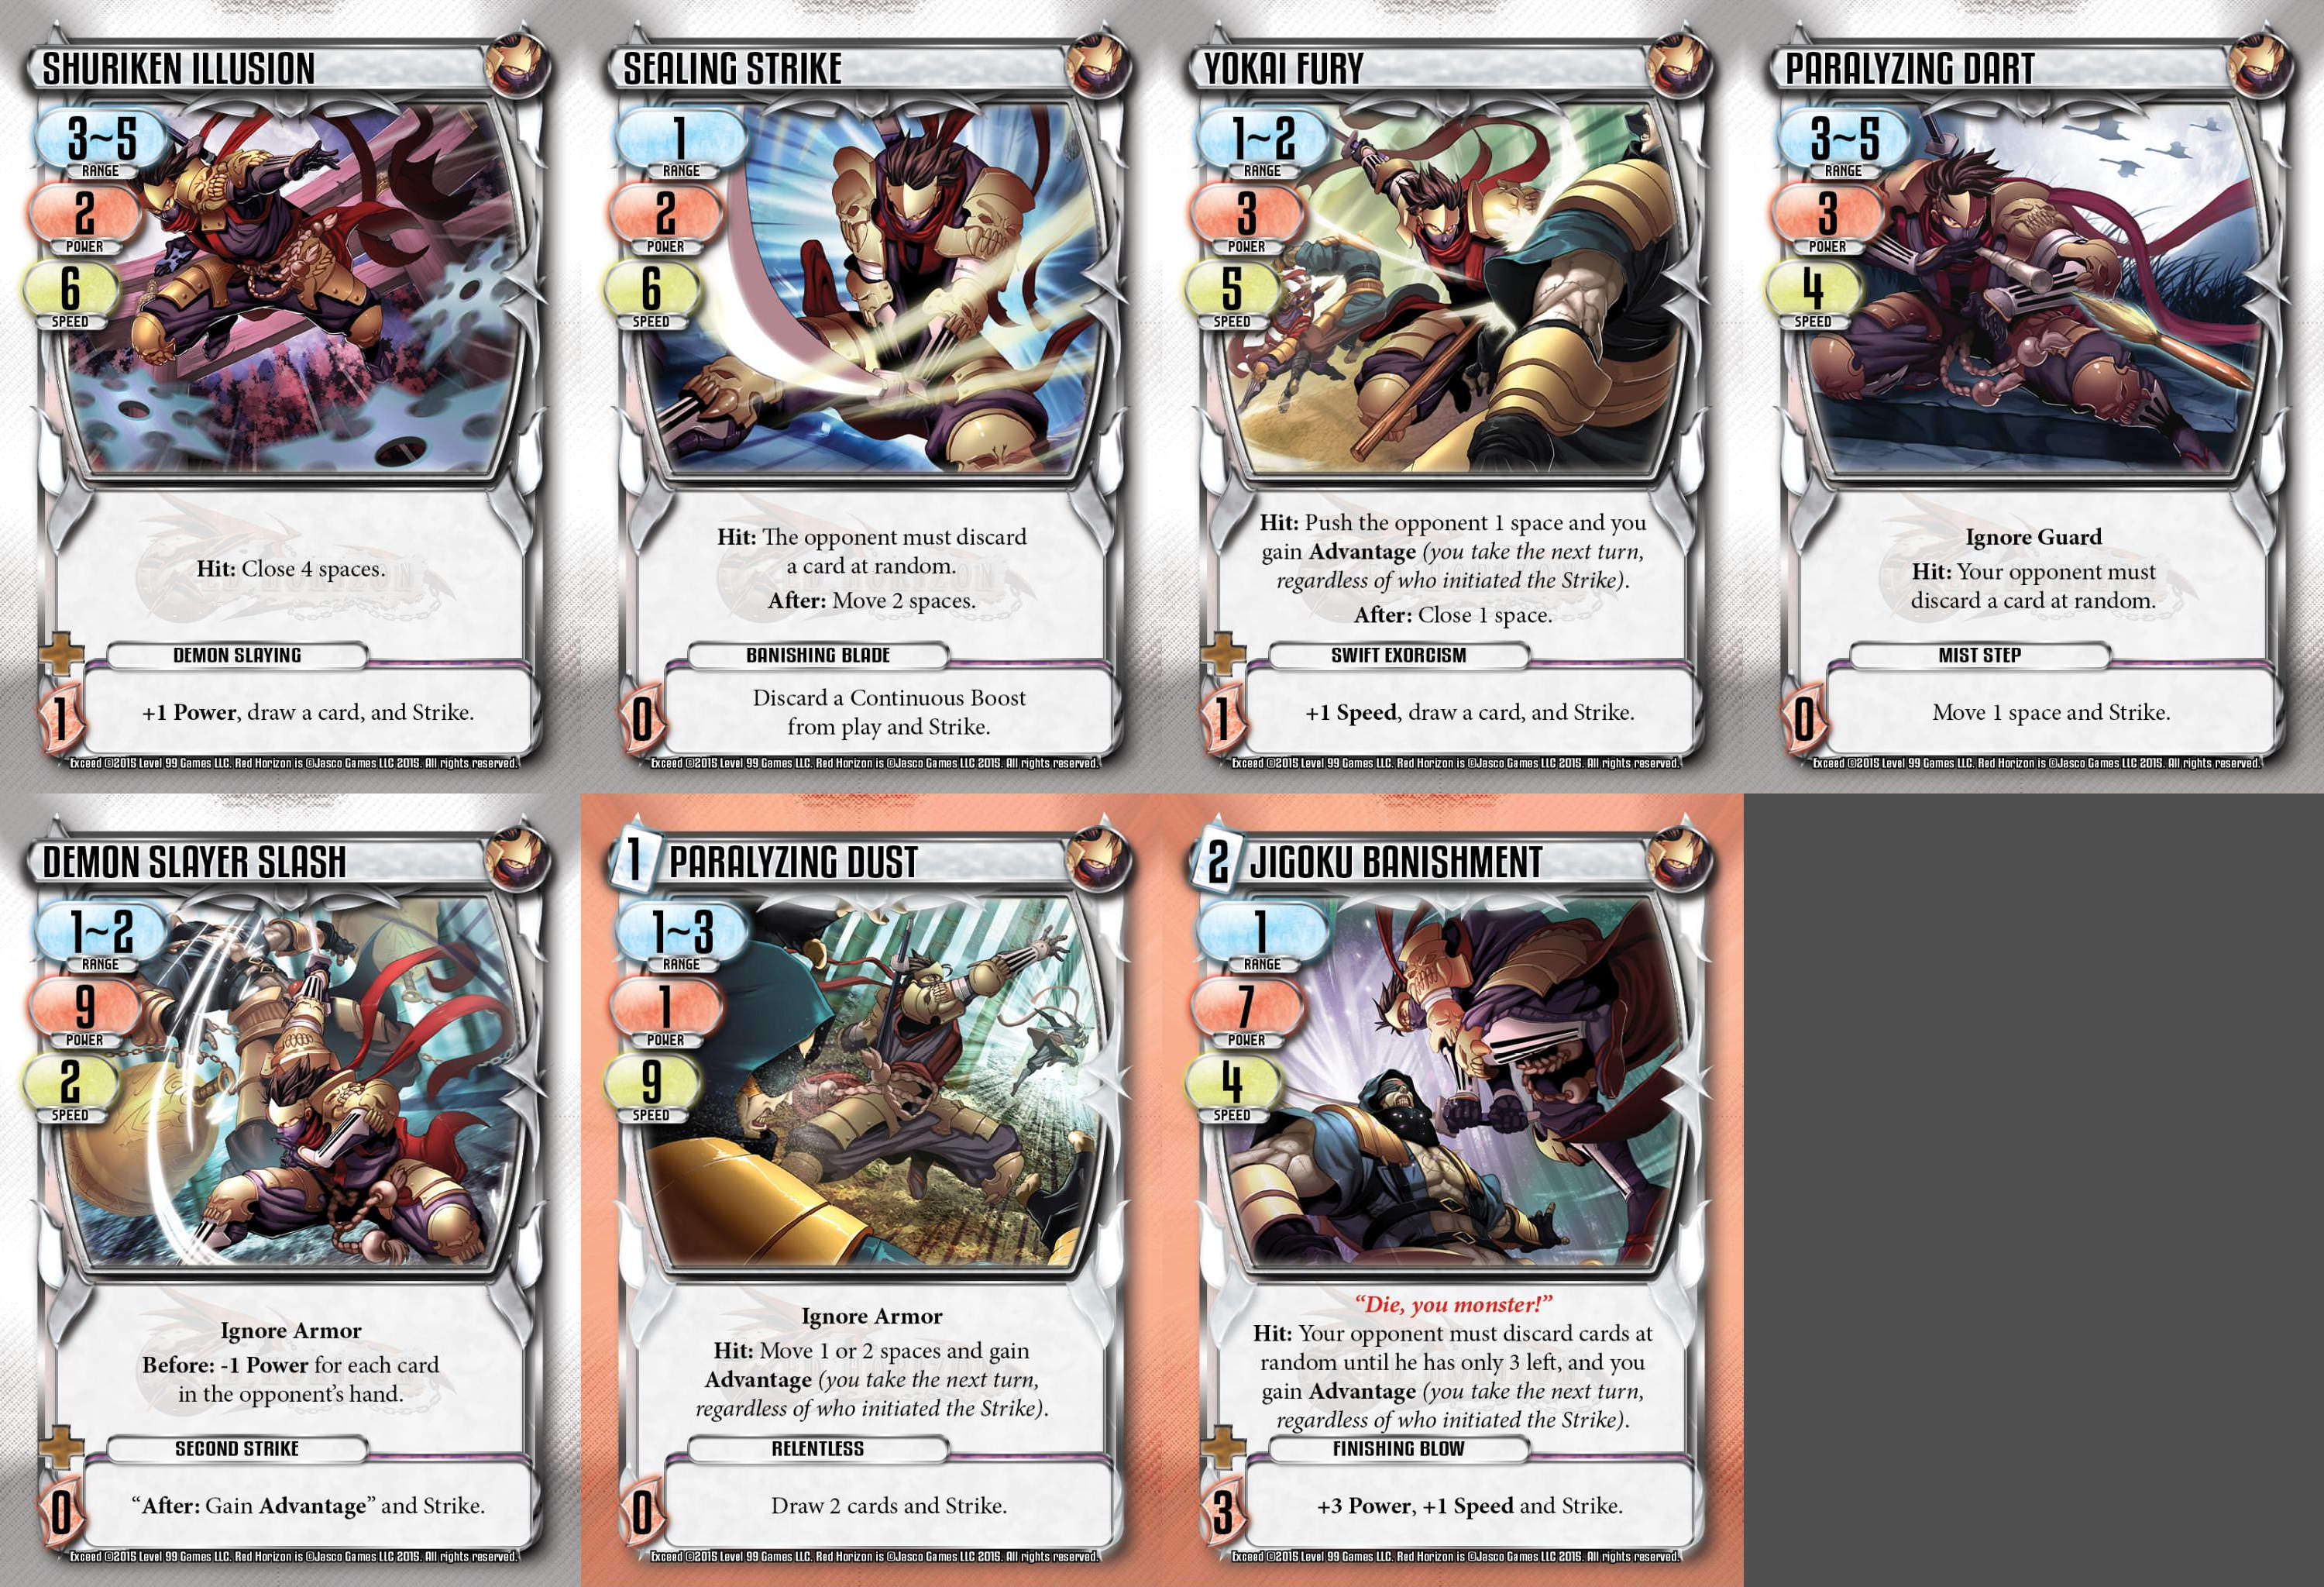 SHURIKEN ILLUSION
3~5
RANGE
2
POWER
6
SPEED
Hit: Close 4 spaces.
DEMON SLAYING
1
+1 Power, draw a card, and Strike.
Exceed ©2015 Level 99 Games LLC. Red Horizon is ©Jasco Games LLC 2015. All rights reserved.
SEALING STRIKE
1
RANGE
2
POWER
6
SPEED
Hit: The opponent must discard
a card at random.
After: Move 2 spaces.
BANISHING BLADE
0
Discard a Continuous Boost
from play and Strike.
Exceed ©2015 Level 99 Games LLC. Red Horizon is ©Jasco Games LLC 2015. All rights reserved.
YOKAI FURY
1~2
RANGE
3
POWER
5
SPEED
Hit: Push the opponent 1 space and you
gain Advantage (you take the next turn,
regardless of who initiated the Strike).
After: Close 1 space.
SWIFT EXORCISM
1
+1 Speed, draw a card, and Strike.
Exceed ©2015 Level 99 Games LLC. Red Horizon is ©Jasco Games LLC 2015. All rights reserved.
PARALYZING DART
3~5
RANGE
3
POWER
4
SPEED
Ignore Guard
Hit: Your opponent must
discard a card at random.
MIST STEP
0
Move 1 space and Strike.
Exceed ©2015 Level 99 Games LLC. Red Horizon is ©Jasco Games LLC 2015. All rights reserved.
DEMON SLAYER SLASH
1~2
RANGE
9
POWER
2
SPEED
Ignore Armor
Before: -1 Power for each card
in the opponent's hand.
SECOND STRIKE
0
“After: Gain Advantage” and Strike.
Exceed ©2015 Level 99 Games LLC. Red Horizon is ©Jasco Games LLC 2015. All rights reserved.
1 PARALYZING DUST
1~3
RANGE
1
POWER
9
SPEED
Ignore Armor
Hit: Move 1 or 2 spaces and gain
Advantage (you take the next turn,
regardless of who initiated the Strike).
RELENTLESS
0
Draw 2 cards and Strike.
Exceed ©2015 Level 99 Games LLC. Red Horizon is ©Jasco Games LLC 2015. All rights reserved.
2 JIGOKU BANISHMENT
1
RANGE
7
POWER
4
SPEED
“Die, you monster!”
Hit: Your opponent must discard cards at
random until he has only 3 left, and you
gain Advantage (you take the next turn,
regardless of who initiated the Strike).
FINISHING BLOW
3
+3 Power, +1 Speed and Strike.
Exceed ©2015 Level 99 Games LLC. Red Horizon is ©Jasco Games LLC 2015. All rights reserved.